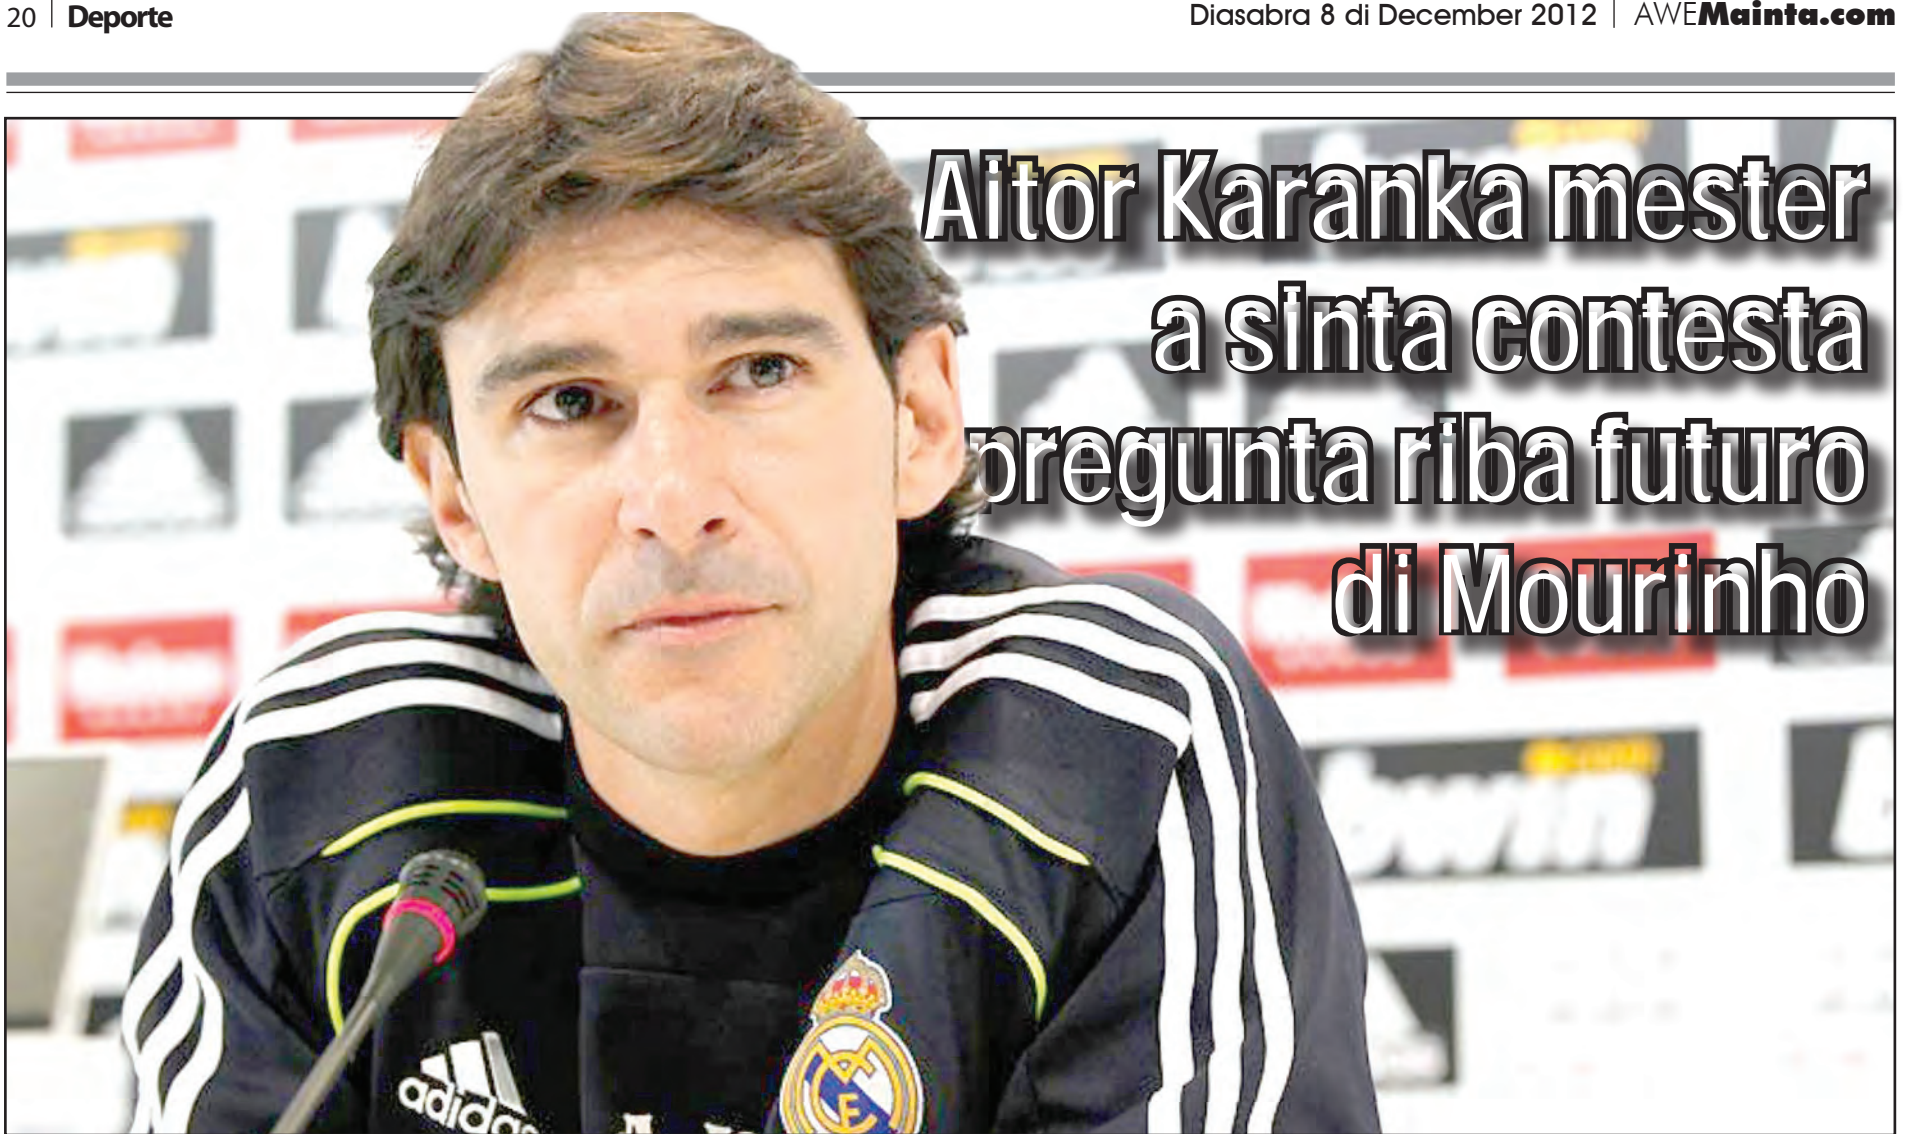 20 | Deporte
Diasabra 8 di December 2012 | AWEMainta.com
Aitor Karanka mester
a sinta contesta
pregunta riba futuro
di Mourinho
bwin
adidas